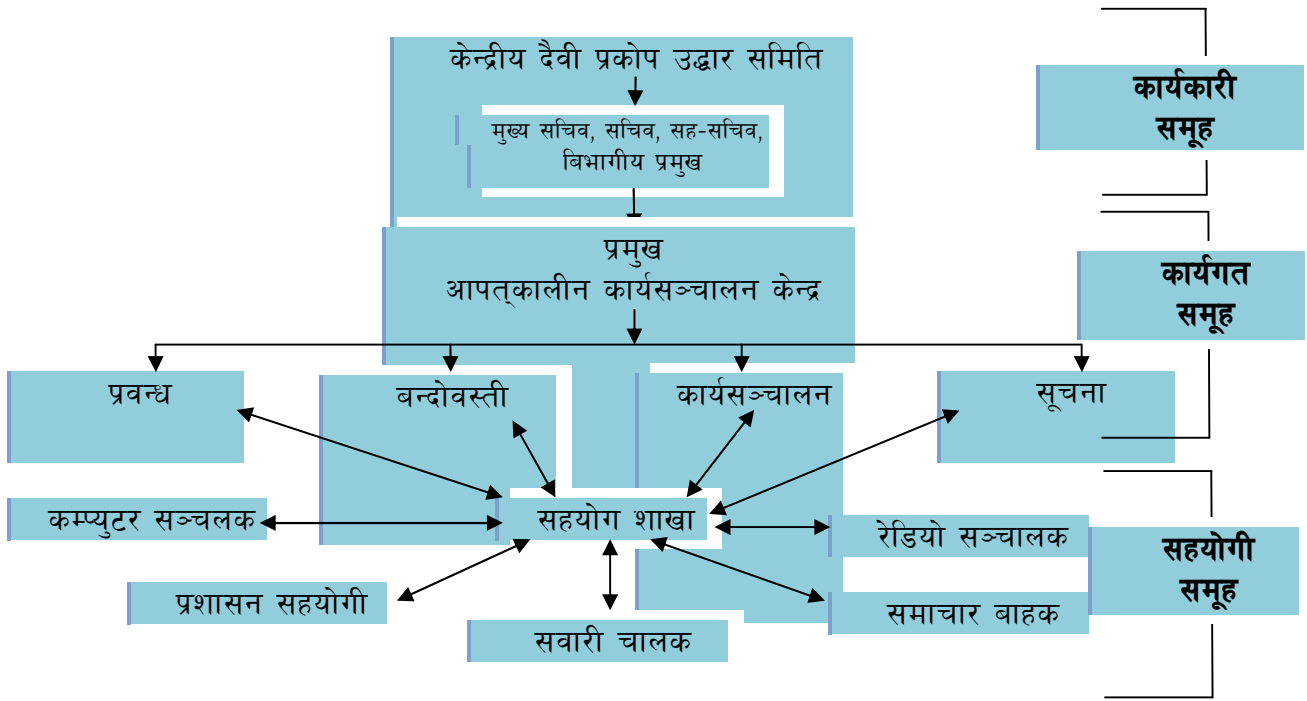 केन्द्रीय दैवी प्रकोप उद्धार समिति
कार्यकारी
समूह
मुख्य सचिव, सचिव, सह-सचिव,
बिभागीय प्रमुख
प्रमुख
आपत्‌कालीन कार्यसञ्चालन केन्द्र
कार्यगत
समूह
प्रवन्ध
बन्दोवस्ती
कार्यसञ्चालन
सूचना
कम्प्युटर सञ्चलक
सहयोग शाखा
रेडियो सञ्चालक
सहयोगी
समूह
प्रशासन सहयोगी
समाचार बाहक
सवारी चालक